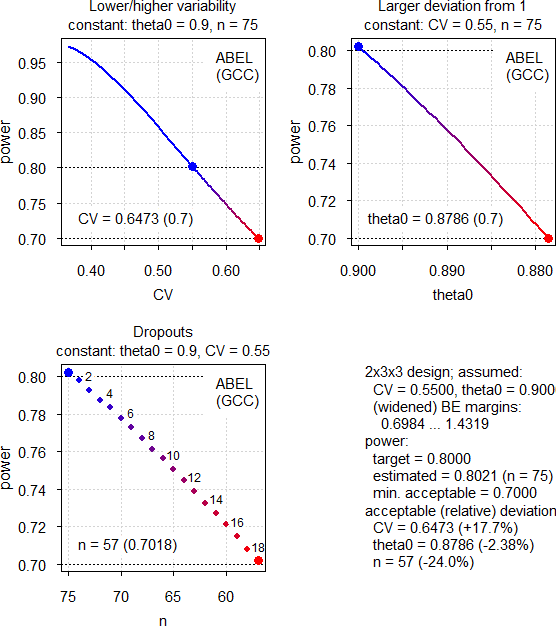 Lower/higher variability
constant: theta0 = 0.9, n = 75
ABEL
(GCC)
power
0.95
0.90
0.85
0.80
0.75
0.70
CV = 0.6473 (0.7)
0.40 0.50 0.60
CV
Larger deviation from 1
constant: CV = 0.55, n = 75
ABEL
(GCC)
power
0.80
0.78
0.76
0.74
0.72
0.70
theta0 = 0.8786 (0.7)
0.900 0.890 0.880
theta0
Dropouts
constant: theta0 = 0.9, CV = 0.55
ABEL
(GCC)
power
0.80
0.78
0.76
0.74
0.72
0.70
2
4
6
8
10
12
14
16
18
n = 57 (0.7018)
75 70 65 60
n
2x3x3 design; assumed:
CV = 0.5500, theta0 = 0.9000
(widened) BE margins:
0.6984 ... 1.4319
power:
target = 0.8000
estimated = 0.8021 (n = 75)
min. acceptable = 0.7000
acceptable (relative) deviation
CV = 0.6473 (+17.7%)
theta0 = 0.8786 (-2.38%)
n = 57 (-24.0%)